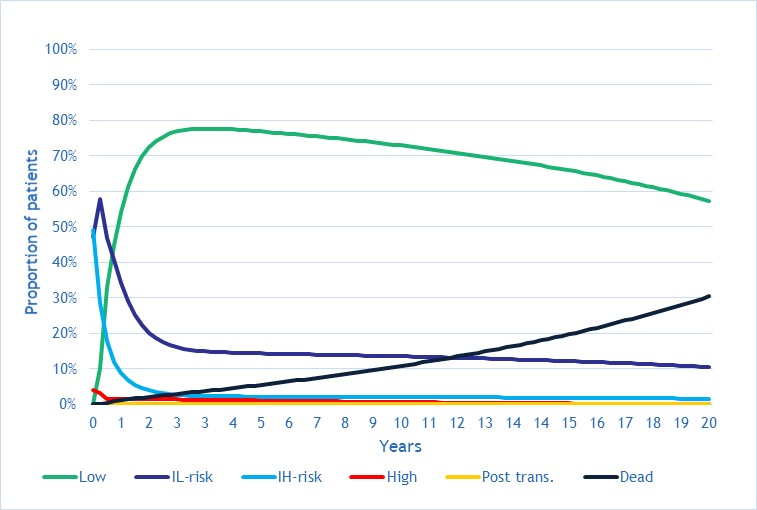 100%
90%
80%
70%
60%
50%
40%
30%
20%
10%
0%
Proportion of patients
0 1 2 3 3 4 5 6 7 8 9 10 11 12 13 14 14 15 16 17 18 19 20
Years
Low IL-risk IH-risk High Post trans. Dead